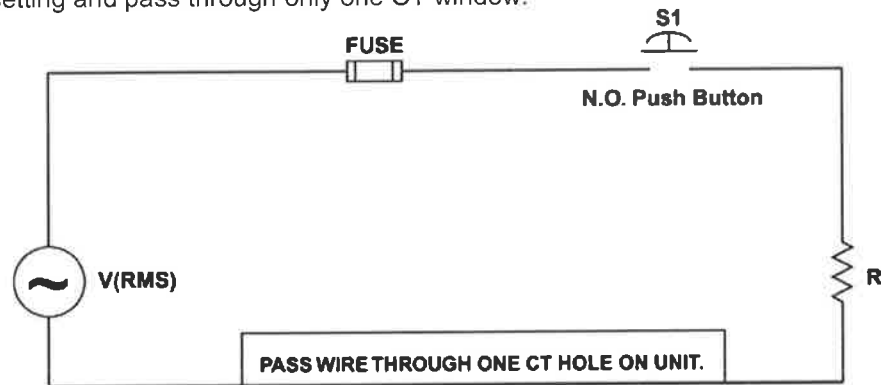 setting and pass through only one CT window.
S1
FUSE
N.O. Push Button
V(RMS)
R
PASS WIRE THROUGH ONE CT HOLE ON UNIT.